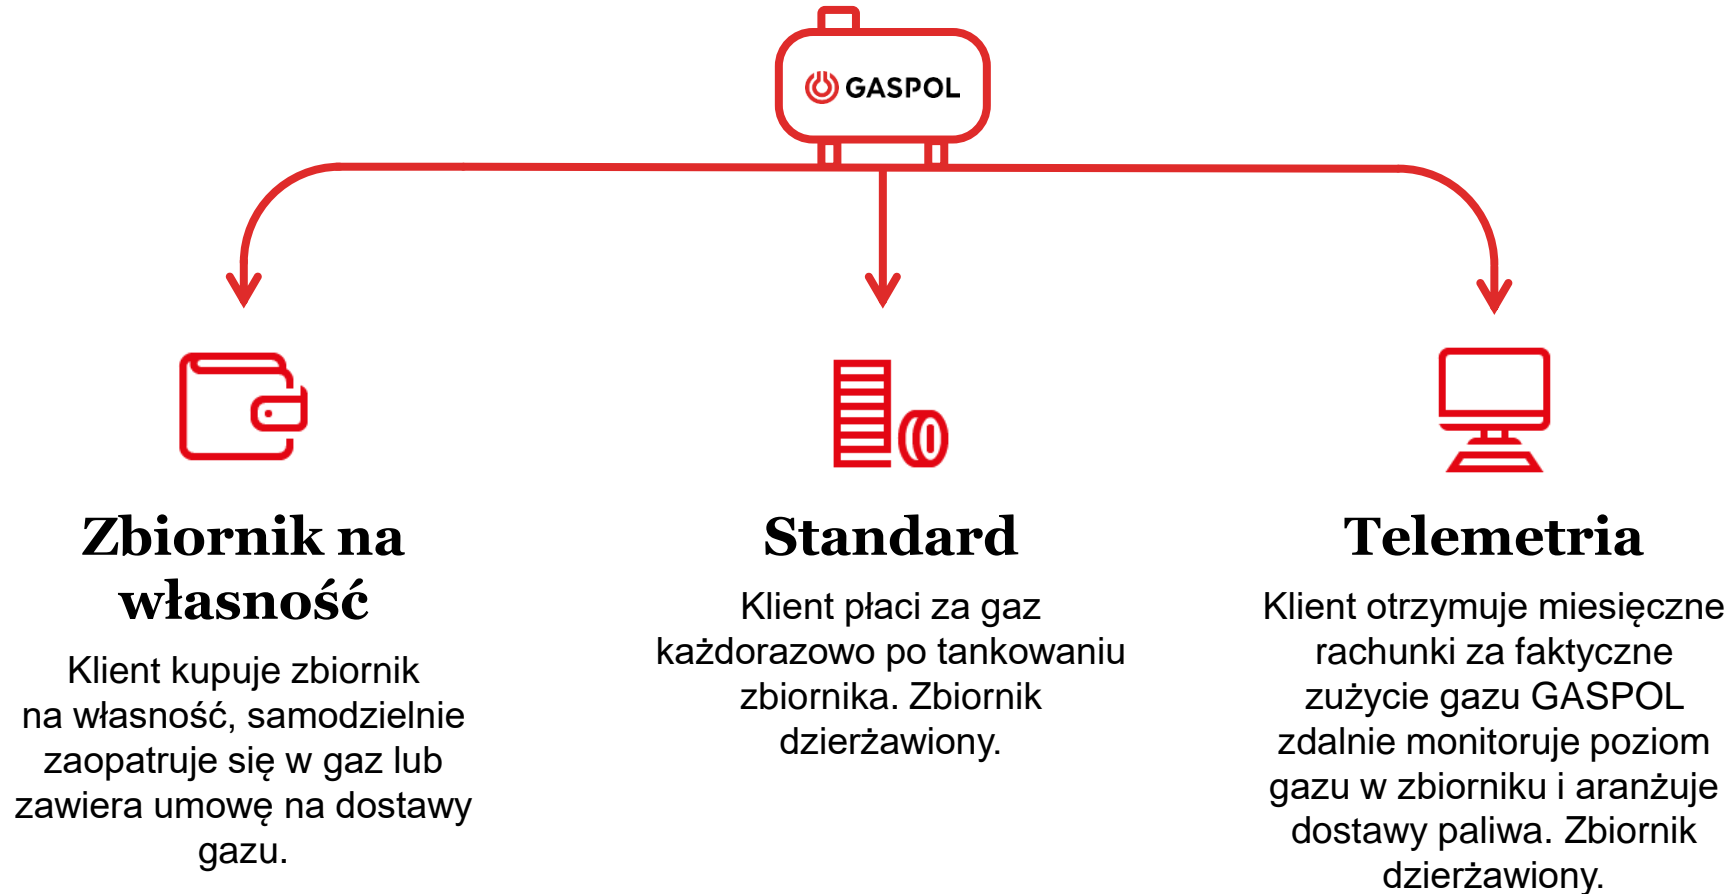 GASPOL
Zbiornik na
własność
Klient kupuje zbiornik
na własność, samodzielnie
zaopatruje się w gaz lub
zawiera umowę na dostawy
gazu.
Standard
Klient płaci za gaz
każdorazowo po tankowaniu
zbiornika. Zbiornik
dzierżawiony.
Telemetria
Klient otrzymuje miesięczne
rachunki za faktyczne
zużycie gazu GASPOL
zdalnie monitoruje poziom
gazu w zbiorniku i aranżuje
dostawy paliwa. Zbiornik
dzierżawiony.